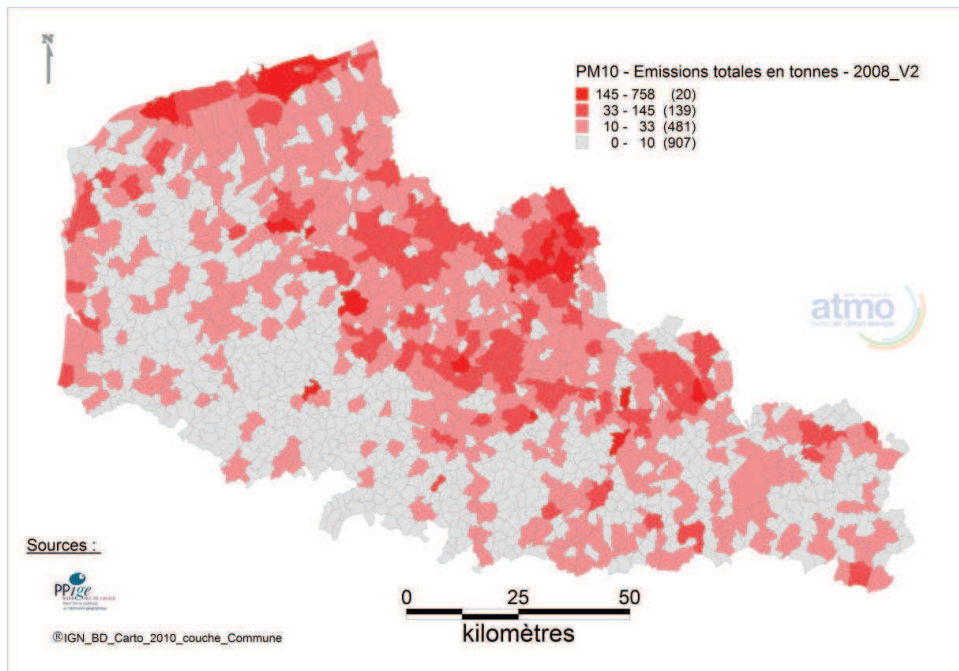 N
PM10 - Emissions totales en tonnes - 2008_V2
145 - 758 (20)
33 - 145 (139)
10 - 33 (481)
0 - 10 (907)
atmo
Sources :
PPige
®IGN_BD_Carto_2010_couche_Commune
0 25 50
kilomètres